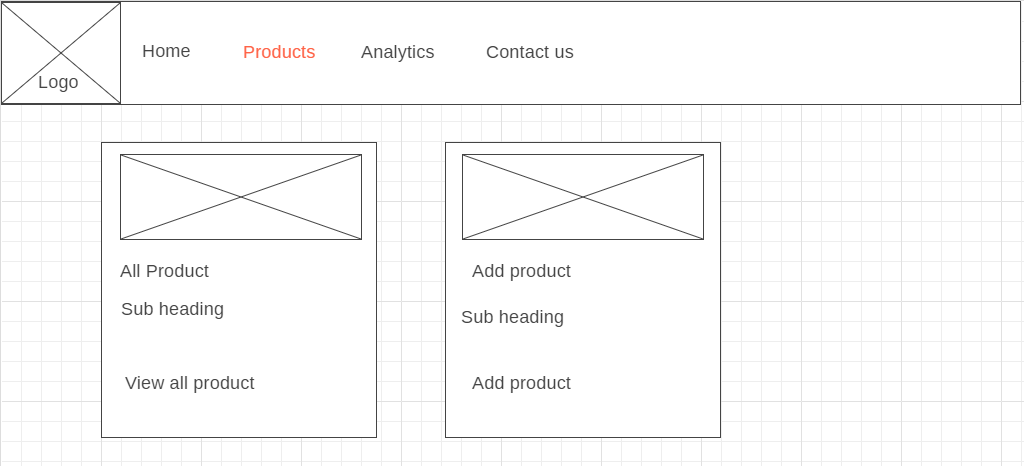 Logo
Home Products Analytics Contact us
All Product
Sub heading
View all product
Add product
Sub heading
Add product